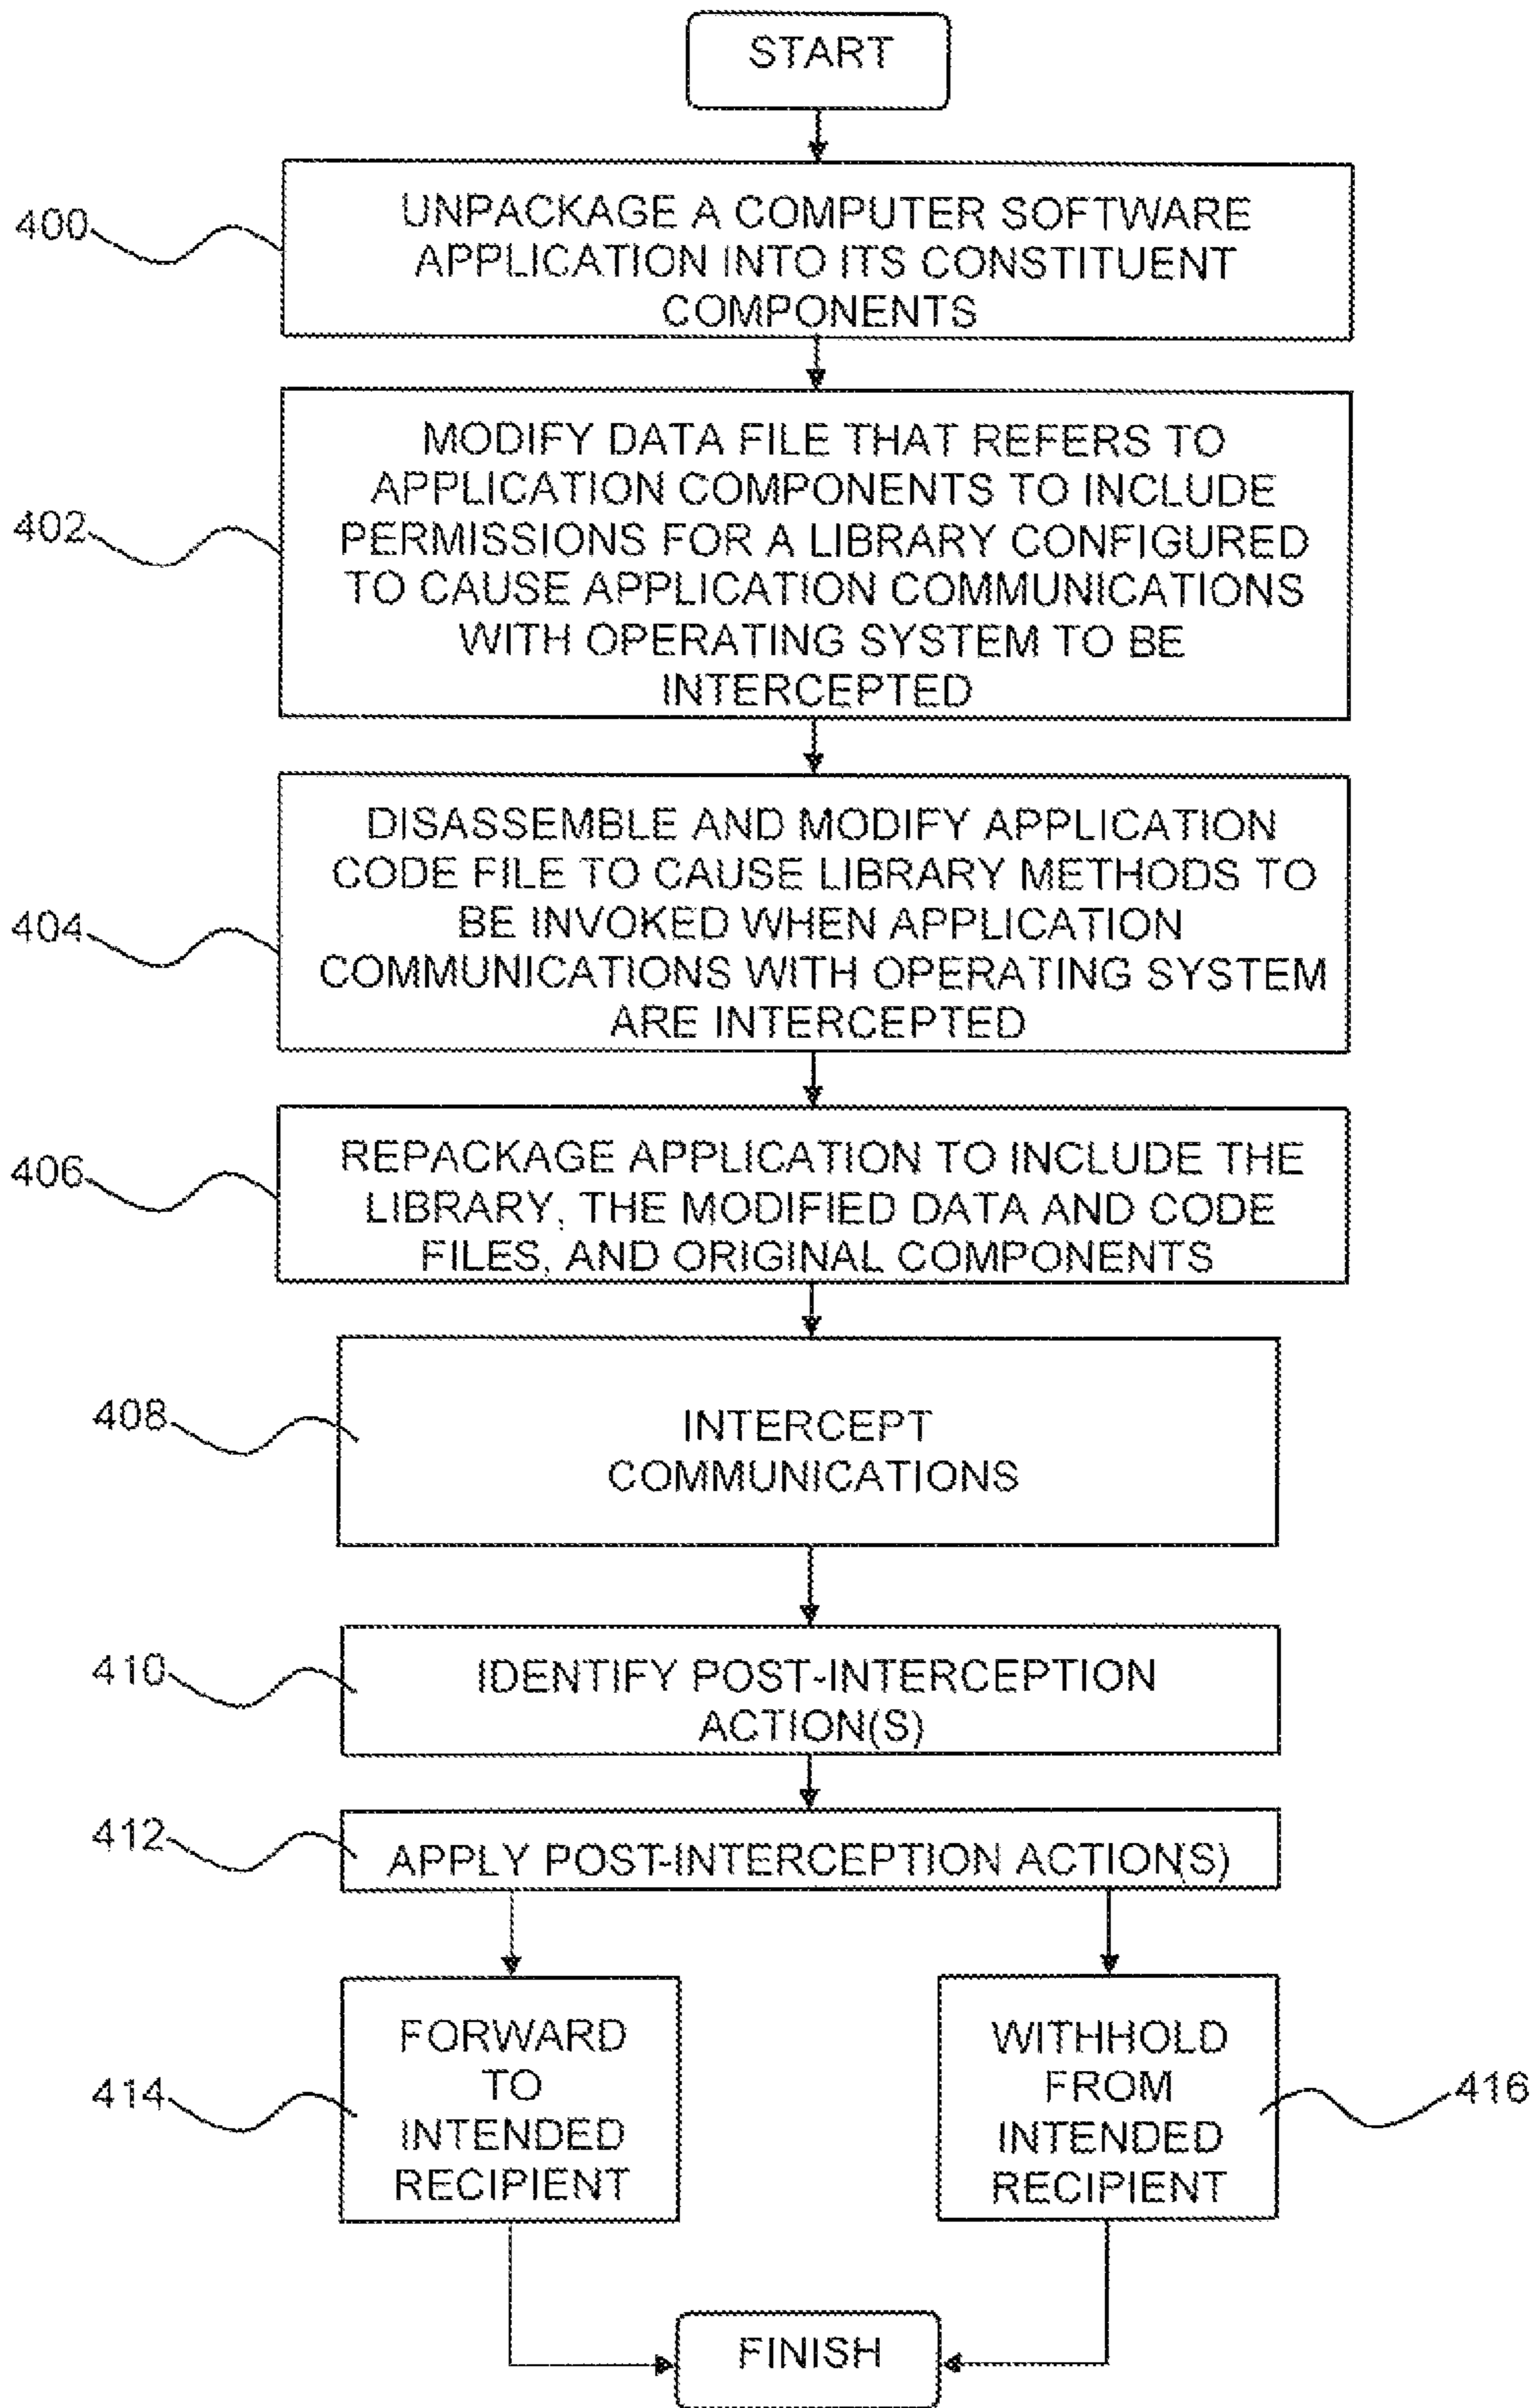 START
400
UNPACKAGE A COMPUTER SOFTWARE
APPLICATION INTO ITS CONSTITUENT
COMPONENTS
402
MODIFY DATA FILE THAT REFERS TO
APPLICATION COMPONENTS TO INCLUDE
PERMISSIONS FOR A LIBRARY CONFIGURED
TO CAUSE APPLICATION COMMUNICATIONS
WITH OPERATING SYSTEM TO BE
INTERCEPTED
404
DISASSEMBLE AND MODIFY APPLICATION
CODE FILE TO CAUSE LIBRARY METHODS TO
BE INVOKED WHEN APPLICATION
COMMUNICATIONS WITH OPERATING SYSTEM
ARE INTERCEPTED
406
REPACKAGE APPLICATION TO INCLUDE THE
LIBRARY, THE MODIFIED DATA AND CODE
FILES, AND ORIGINAL COMPONENTS
408
INTERCEPT
COMMUNICATIONS
410
IDENTIFY POST-INTERCEPTION
ACTION(S)
412
APPLY POST-INTERCEPTION ACTION(S)
414
FORWARD
TO
INTENDED
RECIPIENT
WITHHOLD
FROM
INTENDED
RECIPIENT
416
FINISH